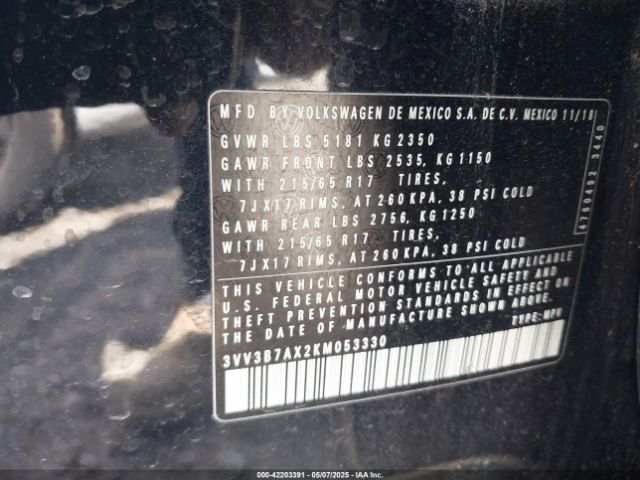 MFD. BY VOLKSWAGEN DE MEXICO S.A. DE C.V. MEXICO 11/18
GVWR LBS 5181 KG 2350
GAWR FRONT LBS 2535, KG 1150
WITH 215/65 R17 TIRES,
7JX17 RIMS, AT 260 KPA, 38 PSI COLD
GAWR REAR LBS 2756, KG 1250
WITH 215/65 R17 TIRES,
7JX17 RIMS, AT 260 KPA, 38 PSI COLD
THIS VEHICLE CONFORMS TO ALL APPLICABLE
U.S. FEDERAL MOTOR VEHICLE SAFETY AND
THEFT PREVENTION STANDARDS IN EFFECT ON
THE DATE OF MANUFACTURE SHOWN ABOVE.
TYPE: MPV
3VV3B7AX2KM053330
3440
000-42203391 - 05/07/2025 - IAA Inc. (Owner)